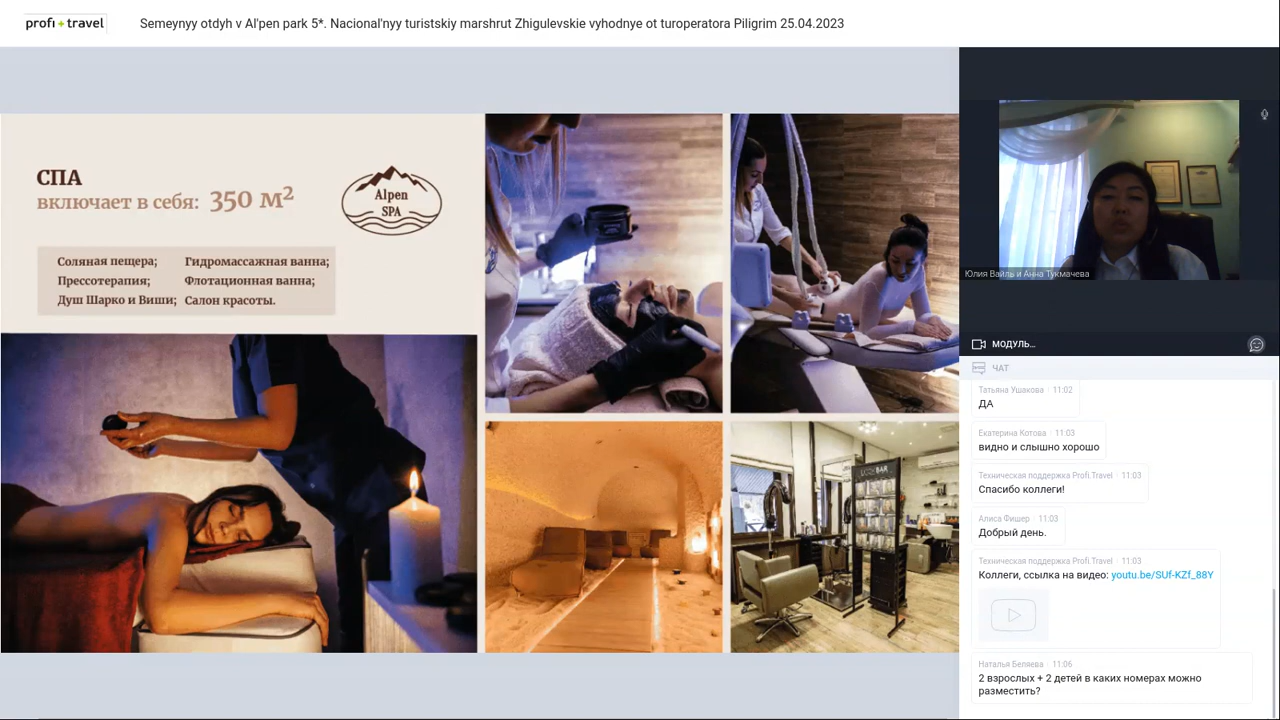 profi+travel
Semeynyy otdyh v Al'pen park 5*. Nacional'nyy turistskiy marshrut Zhigulevskie vyhodnye ot turoperatora Piligrim 25.04.2023
СПА
включает в себя: 350 м²
Alpen
SPA
Соляная пещера;
Прессотерапия;
Душ Шарко и Виши;
Гидромассажная ванна;
Флотационная ванна;
Салон красоты.
BAR
Юлия Вайль и Анна Тукмачева
МОДУЛЬ...
ЧАТ
Татьяна Ушакова 11:02
ДА
Екатерина Котова 11:03
видно и слышно хорошо
Техническая поддержка Profi.Travel 11:03
Спасибо коллеги!
Алиса Фишер 11:03
Добрый день.
Техническая поддержка Profi.Travel 11:03
Коллеги, ссылка на видео: youtu.be/SUf-KZf_88Y
Наталья Беляева 11:06
2 взрослых + 2 детей в каких номерах можно
разместить?